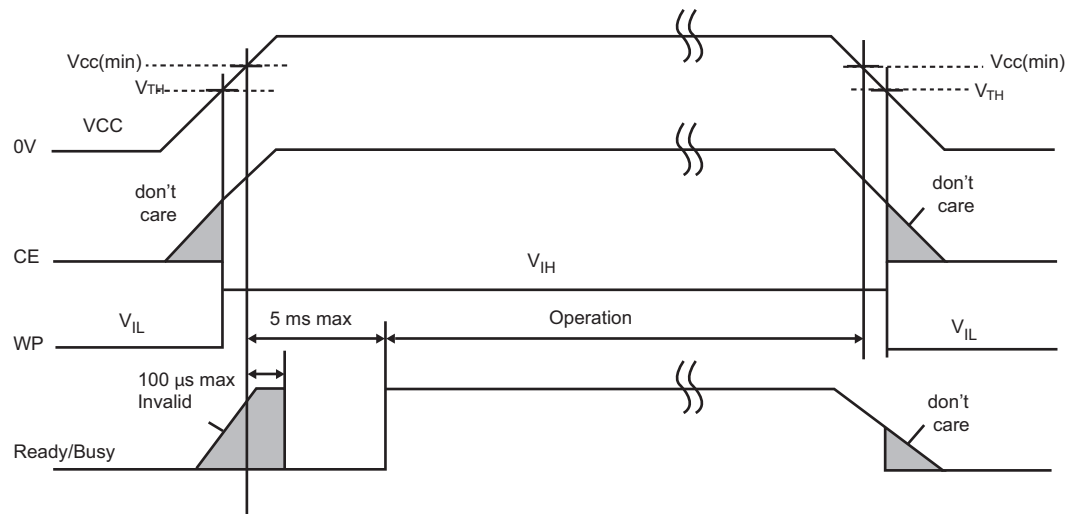 Vcc(min)
VTH
VCC
0V
Vcc(min)
VTH
don't
care
don't
care
CE
VIH
VIL
5 ms max
Operation
WP
VIL
100 µs max
Invalid
don't
care
Ready/Busy